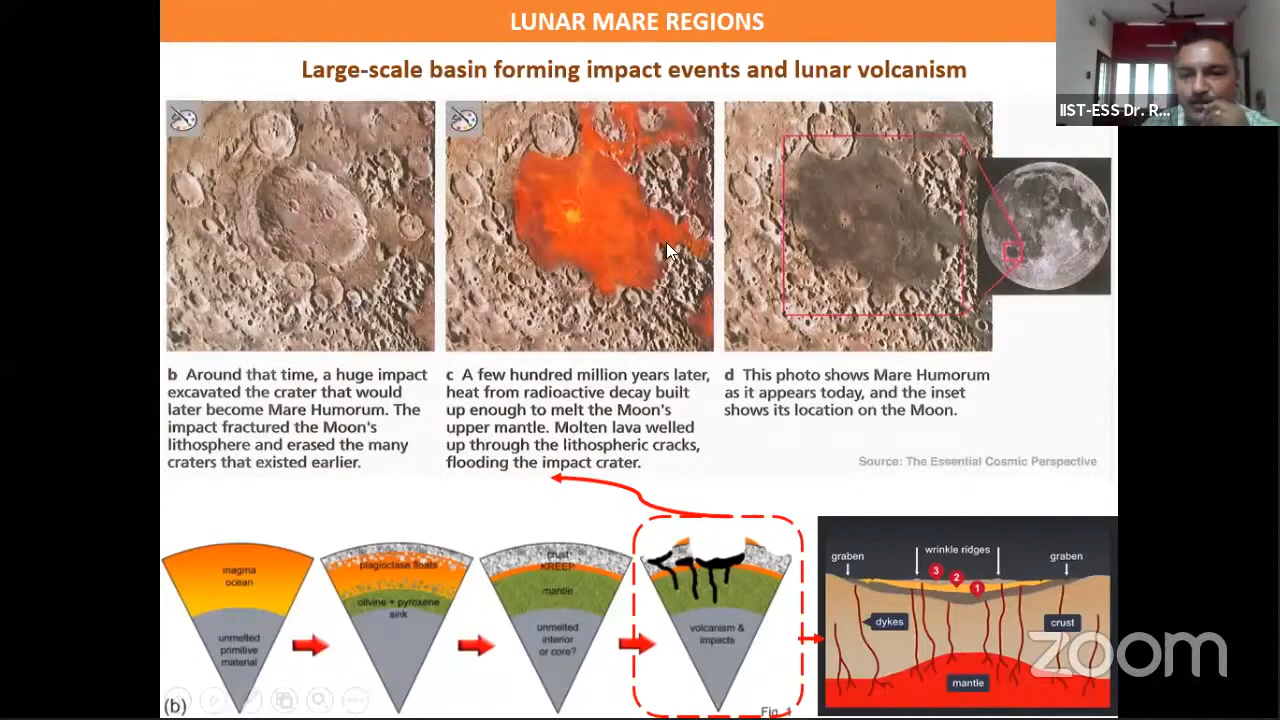 LUNAR MARE REGIONS
Large-scale basin forming impact events and lunar volcanism
IIST-ESS Dr. R...
b Around that time, a huge impact
excavated the crater that would
later become Mare Humorum. The
impact fractured the Moon's
lithosphere and erased the many
craters that existed earlier.
c A few hundred million years later,
heat from radioactive decay built
up enough to melt the Moon's
upper mantle. Molten lava welled
up through the lithospheric cracks,
flooding the impact crater.
d This photo shows Mare Humorum
as it appears today, and the inset
shows its location on the Moon.
Source: The Essential Cosmic Perspective
magma
ocean
unmelted
primitive
material
plagioclase floats
olivine + pyroxene
sink
crust
KREEP
mantle
unmelted
interior
or core?
volcanism &
impacts
graben
wrinkle ridges
graben
3
2
1
dykes
crust
mantle
zoom
(b)
Fig. 1